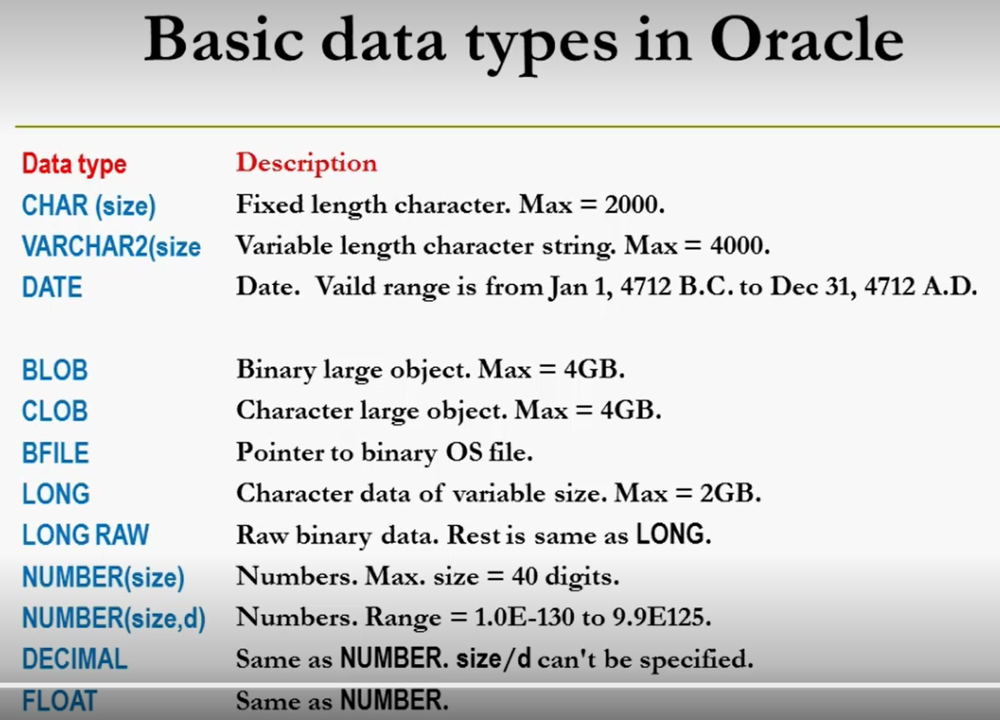 Basic data types in Oracle
Data type Description
CHAR (size) Fixed length character. Max = 2000.
VARCHAR2(size Variable length character string. Max = 4000.
DATE Date. Vaild range is from Jan 1, 4712 B.C. to Dec 31, 4712 A.D.
BLOB Binary large object. Max = 4GB.
CLOB Character large object. Max = 4GB.
BFILE Pointer to binary OS file.
LONG Character data of variable size. Max = 2GB.
LONG RAW Raw binary data. Rest is same as LONG.
NUMBER(size) Numbers. Max. size = 40 digits.
NUMBER(size,d) Numbers. Range = 1.0E-130 to 9.9E125.
DECIMAL Same as NUMBER. size/d can't be specified.
FLOAT Same as NUMBER.